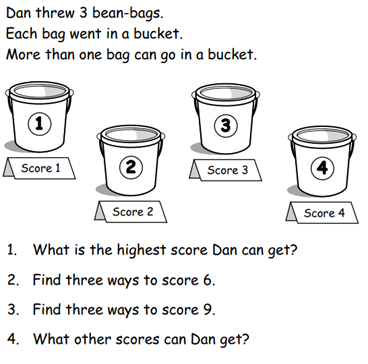 Dan threw 3 bean-bags.
Each bag went in a bucket.
More than one bag can go in a bucket.
1
Score 1
2
Score 2
3
Score 3
4
Score 4
1. What is the highest score Dan can get?
2. Find three ways to score 6.
3. Find three ways to score 9.
4. What other scores can Dan get?